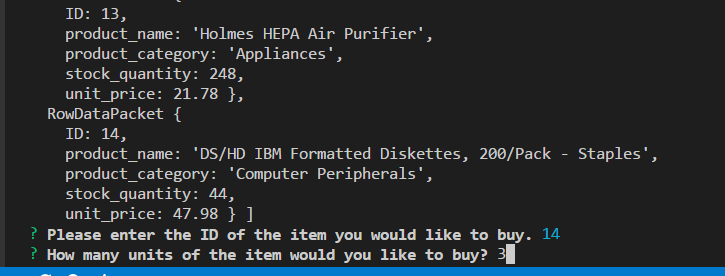 ID: 13,
product_name: 'Holmes HEPA Air Purifier',
product_category: 'Appliances',
stock_quantity: 248,
unit_price: 21.78 },
RowDataPacket {
ID: 14,
product_name: 'DS/HD IBM Formatted Diskettes, 200/Pack - Staples',
product_category: 'Computer Peripherals',
stock_quantity: 44,
unit_price: 47.98 } ]
? Please enter the ID of the item you would like to buy. 14
? How many units of the item would you like to buy? 3